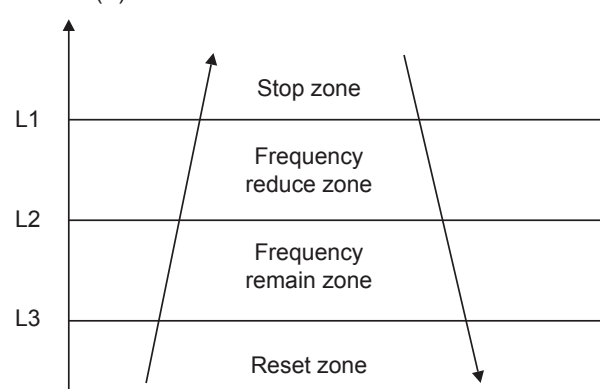 Stop zone
L1
Frequency
reduce zone
L2
Frequency
remain zone
L3
Reset zone